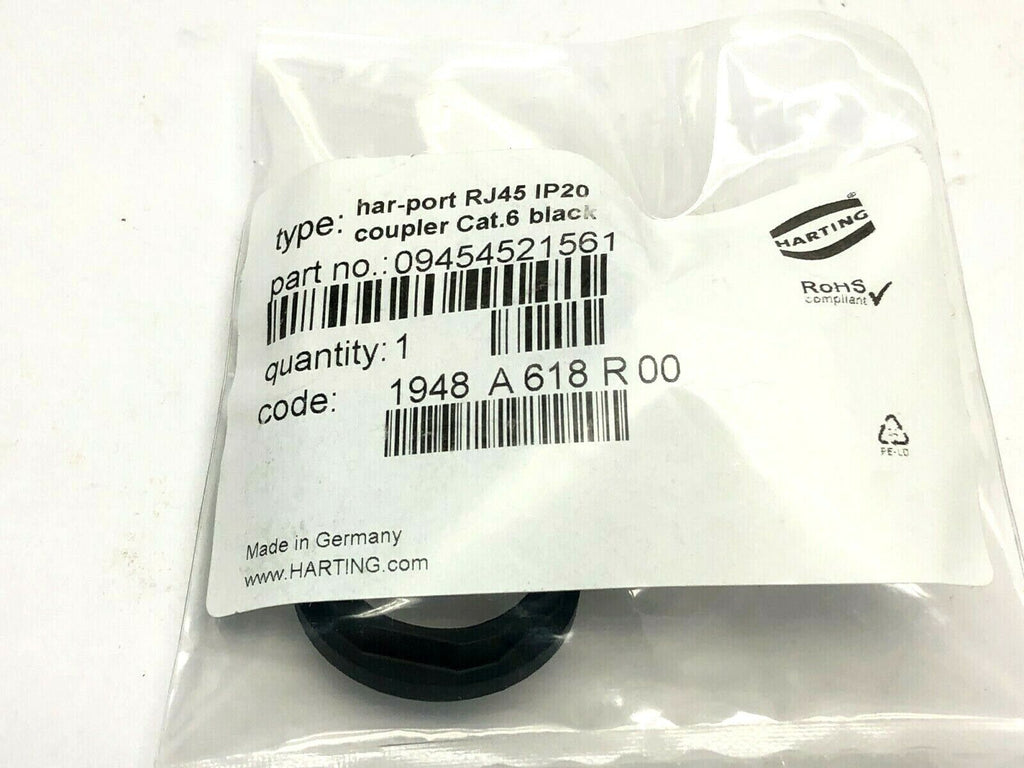 type: har-port RJ45 IP20
coupler Cat.6 black
part no.: 09454521561
quantity: 1
code: 1948 A 618 R 00
Made in Germany
www.HARTING.com
HARTING®
RoHS
compliant
PE-LD